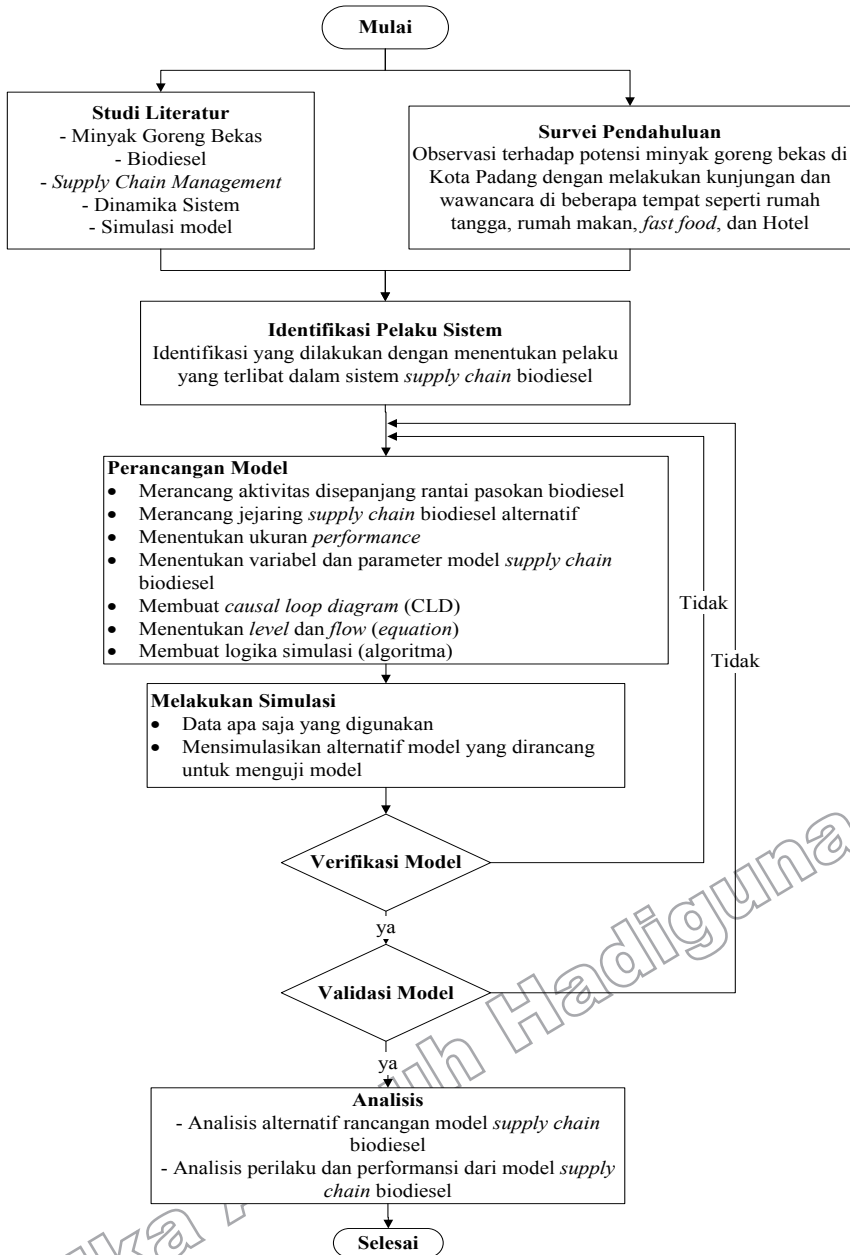 Mulai
Studi Literatur
- Minyak Goreng Bekas
- Biodiesel
- Supply Chain Management
- Dinamika Sistem
- Simulasi model
Survei Pendahuluan
Observasi terhadap potensi minyak goreng bekas di
Kota Padang dengan melakukan kunjungan dan
wawancara di beberapa tempat seperti rumah
tangga, rumah makan, fast food, dan Hotel
Identifikasi Pelaku Sistem
Identifikasi yang dilakukan dengan menentukan pelaku
yang terlibat dalam sistem supply chain biodiesel
Perancangan Model
• Merancang aktivitas disepanjang rantai pasokan biodiesel
• Merancang jejaring supply chain biodiesel alternatif
• Menentukan ukuran performance
• Menentukan variabel dan parameter model supply chain
biodiesel
• Membuat causal loop diagram (CLD)
• Menentukan level dan flow (equation)
• Membuat logika simulasi (algoritma)
Tidak
Tidak
Melakukan Simulasi
• Data apa saja yang digunakan
• Mensimulasikan alternatif model yang dirancang
untuk menguji model
Verifikasi Model
ya
Validasi Model
ya
Analisis
- Analisis alternatif rancangan model supply chain
biodiesel
- Analisis perilaku dan performansi dari model supply
chain biodiesel
Selesai
Hadiguna